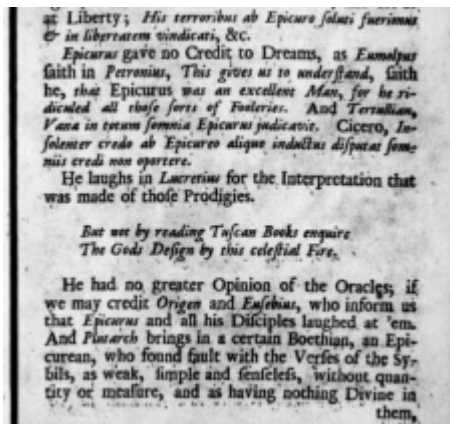 at Liberty; His terroribus ab Epicuro soluti fuerimus
& in libertatem vindicati, &c.
Epicurus gave no Credit to Dreams, as Eumolpus
ſaith in Petronius, This gives us to underſtand, ſaith
he, that Epicurus was an excellent Man, for he ri-
diculed all thoſe ſorts of Fooleries. And Tertullian,
Vana in totum ſomnia Epicurus judicavit. Cicero, In-
ſolenter credo ab Epicureo aliquo inductus diſputas ſom-
niis credi non oportere.
He laughs in Lucretius for the Interpretation that
was made of thoſe Prodigies.
But not by reading Tuſcan Books enquire
The Gods Deſign by this celeſtial Fire.
He had no greater Opinion of the Oracles; if
we may credit Origen and Euſebius, who inform us
that Epicurus and all his Diſciples laughed at 'em.
And Plutarch brings in a certain Boethian, an Epi-
curean, who found fault with the Verſes of the Sy-
bils, as weak, ſimple and ſenſeleſs, without quan-
tity or meaſure, and as having nothing Divine in
them,